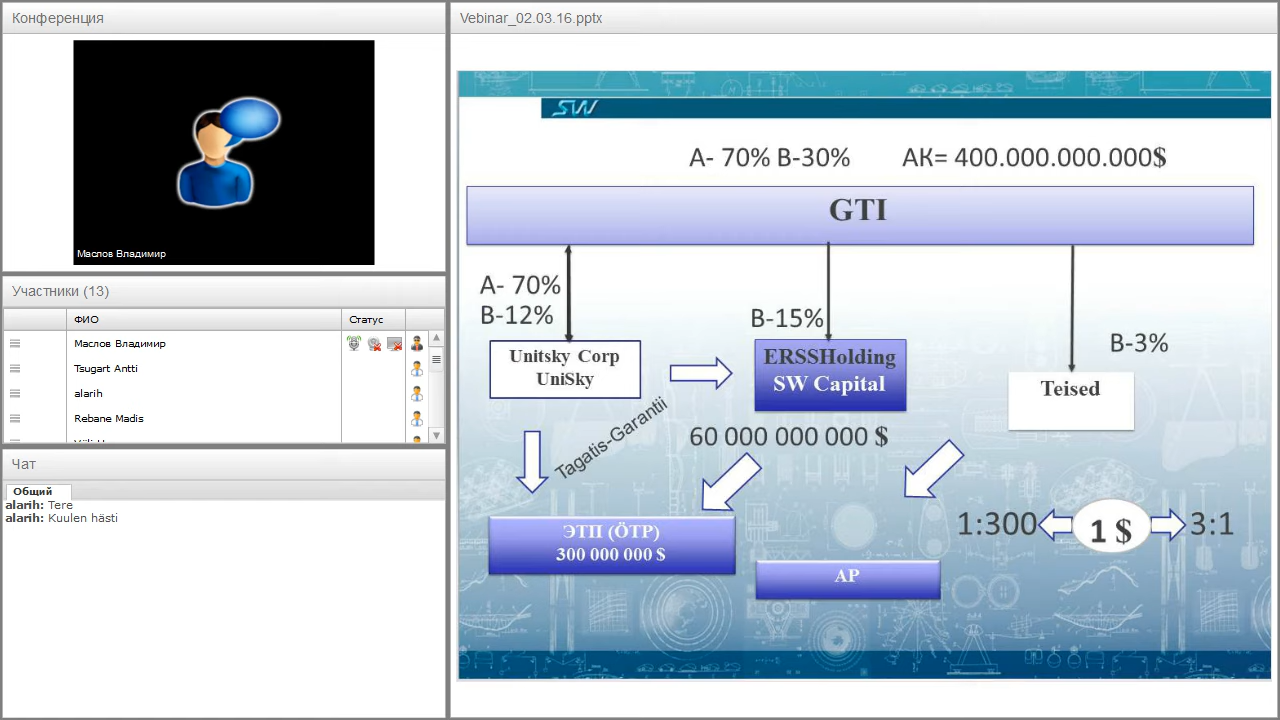 Конференция
Маслов Владимир
Участники (13)
ФИО
Статус
Маслов Владимир
Tsugart Antti
alarih
Rebane Madis
Чат
Общий
alarih: Tere
alarih: Kuulen hästi
Vebinar_02.03.16.pptx
SW
A- 70% B-30%
AK= 400.000.000.000$
GTI
A- 70%
B-12%
B-15%
B-3%
Unitsky Corp
UniSky
ERSSHolding
SW Capital
Teised
Tagatis-Garantii
60 000 000 000 $
ЭТП (ÖTP)
300 000 000 $
AP
1:300
1 $
3:1